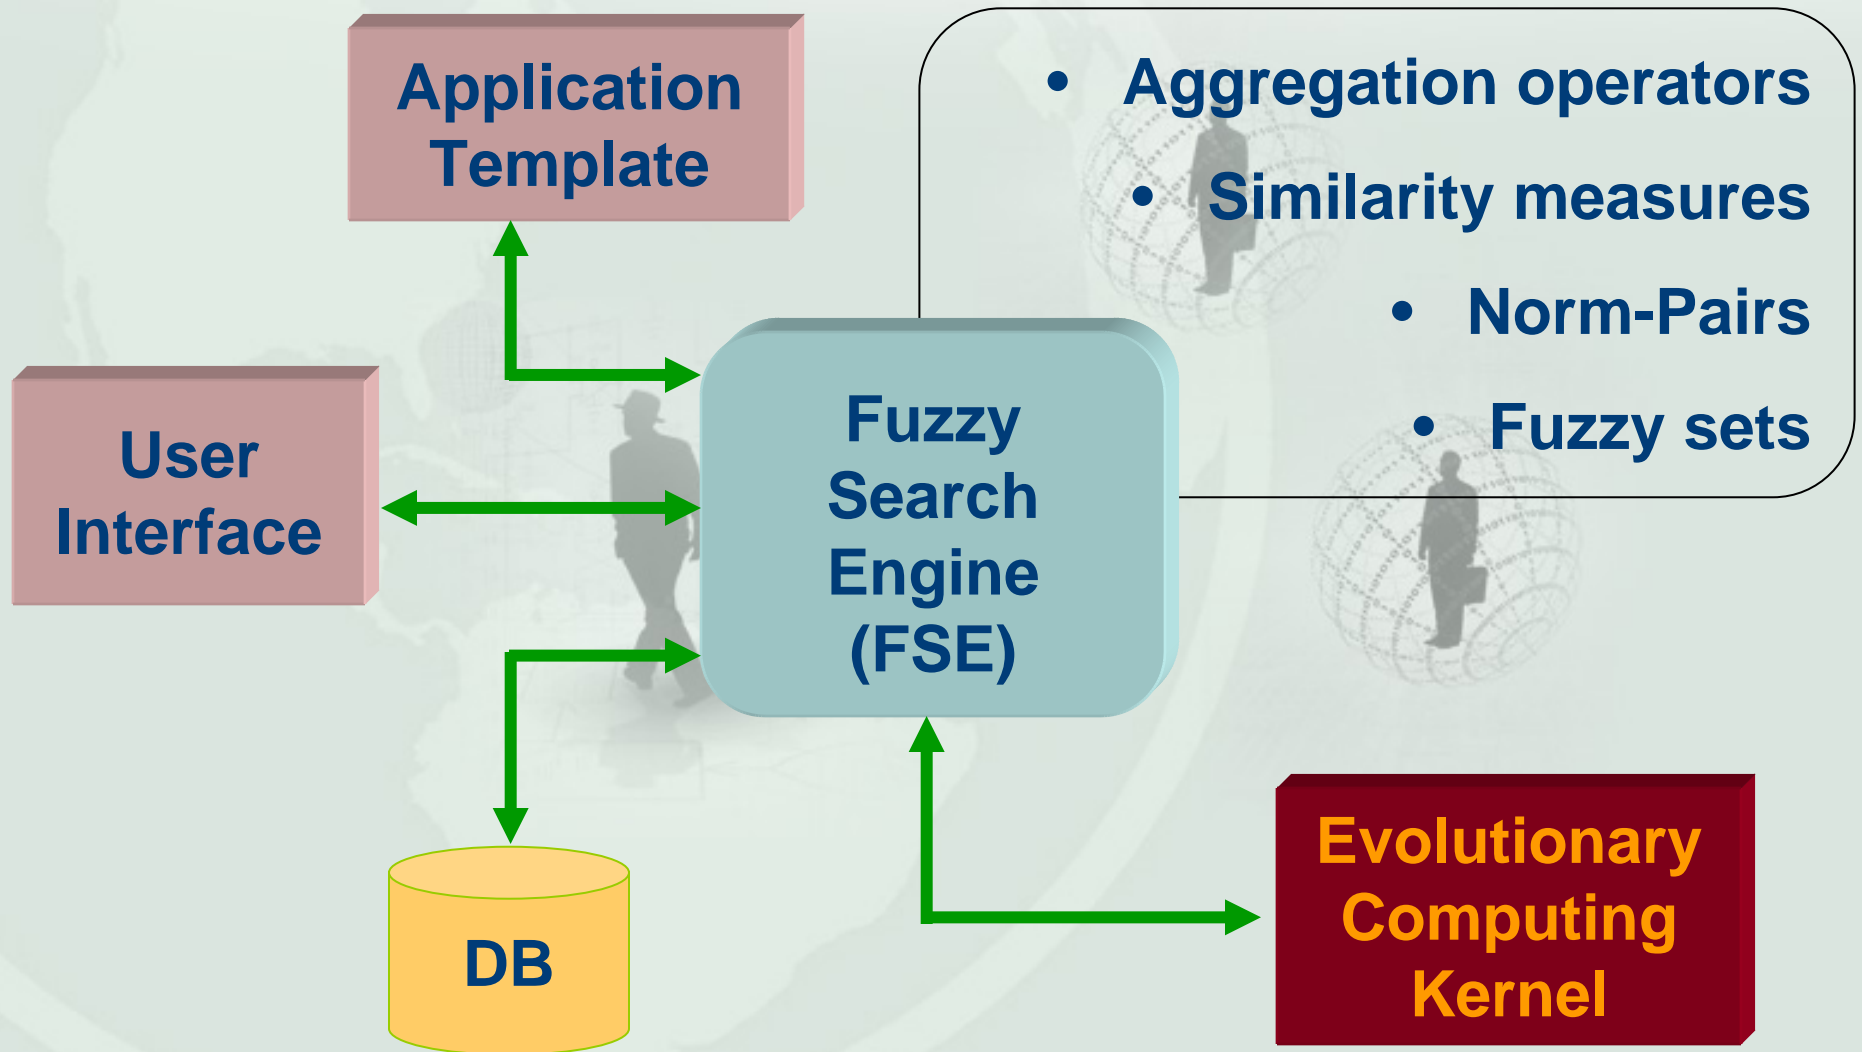 Application
Template
• Aggregation operators
• Similarity measures
• Norm-Pairs
• Fuzzy sets
User
Interface
Fuzzy
Search
Engine
(FSE)
DB
Evolutionary
Computing
Kernel